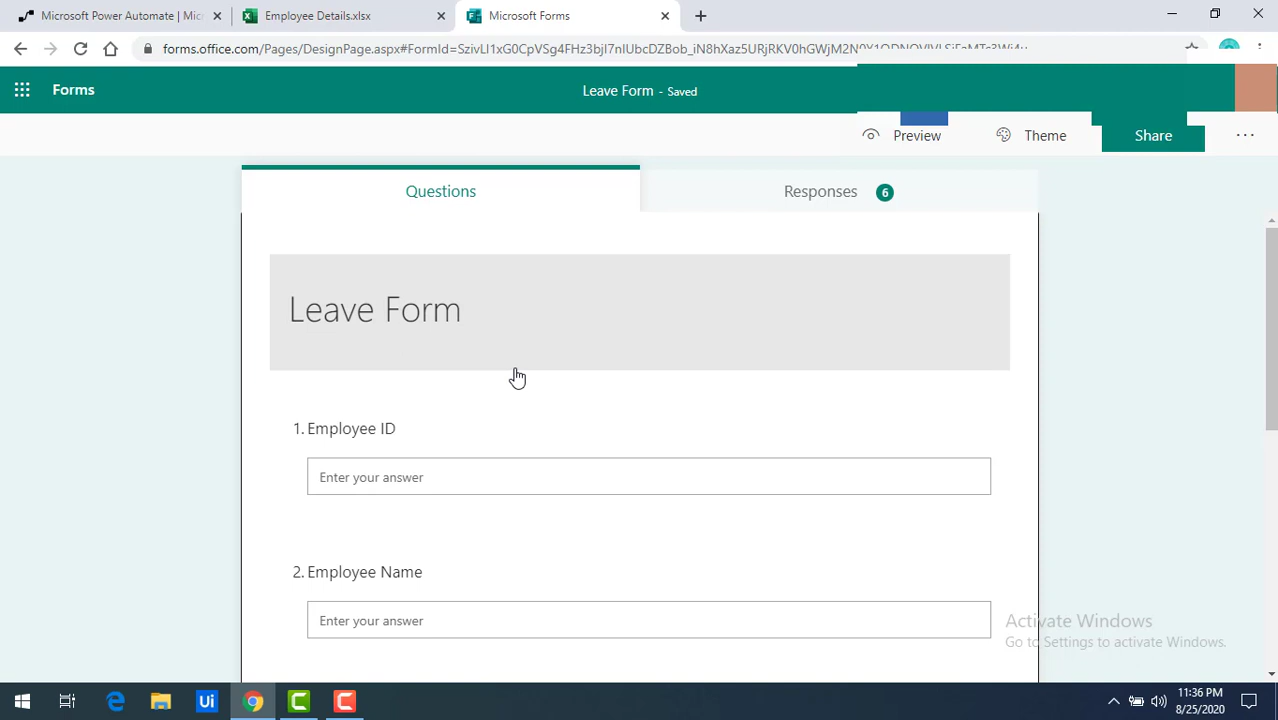 Microsoft Power Automate | Mic
Employee Details.xlsx
Microsoft Forms
forms.office.com/Pages/DesignPage.aspx#FormId=
Forms
Leave Form - Saved
Preview
Theme
Share
Questions
Responses 6
Leave Form
1. Employee ID
Enter your answer
2. Employee Name
Enter your answer
Activate Windows
Go to Settings to activate Windows.
Ui
11:36 PM
8/25/2020